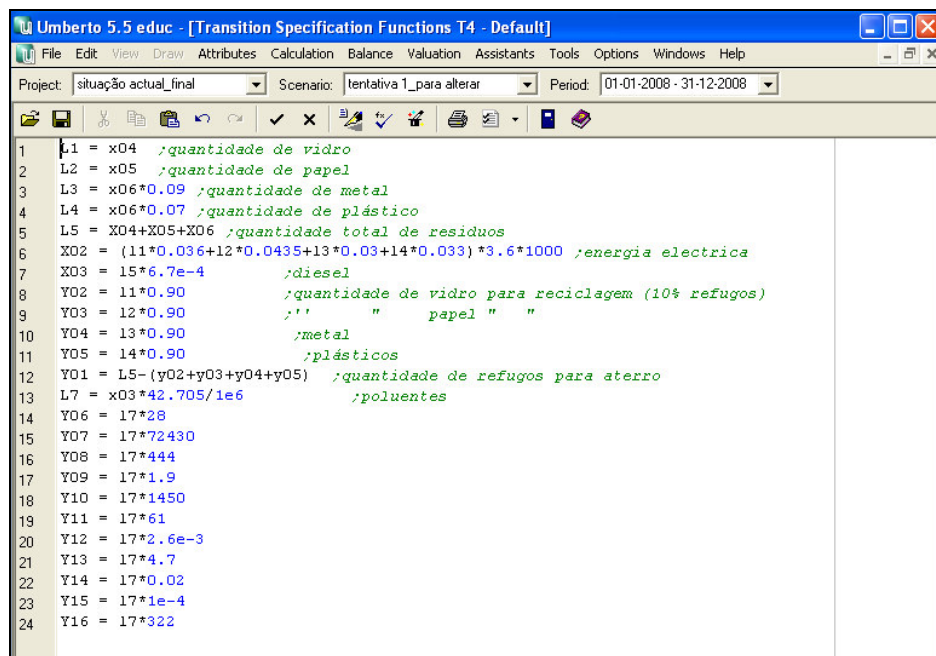 Umberto 5.5 educ - [Transition Specification Functions T4 - Default]
File Edit View Draw Attributes Calculation Balance Valuation Assistants Tools Options Windows Help
Project: situação actual_final Scenario: tentativa 1_para alterar Period: 01-01-2008 - 31-12-2008
1 L1 = x04 ;quantidade de vidro
2 L2 = x05 ;quantidade de papel
3 L3 = x06*0.09 ;quantidade de metal
4 L4 = x06*0.07 ;quantidade de plástico
5 L5 = X04+X05+X06 ;quantidade total de residuos
6 X02 = (l1*0.036+l2*0.0435+l3*0.03+l4*0.033)*3.6*1000 ;energia electrica
7 X03 = l5*6.7e-4 ;diesel
8 Y02 = l1*0.90 ;quantidade de vidro para reciclagem (10% refugos)
9 Y03 = l2*0.90 ;'' " papel " "
10 Y04 = l3*0.90 ;metal
11 Y05 = l4*0.90 ;plásticos
12 Y01 = L5-(y02+y03+y04+y05) ;quantidade de refugos para aterro
13 L7 = x03*42.705/1e6 ;poluentes
14 Y06 = l7*28
15 Y07 = l7*72430
16 Y08 = l7*444
17 Y09 = l7*1.9
18 Y10 = l7*1450
19 Y11 = l7*61
20 Y12 = l7*2.6e-3
21 Y13 = l7*4.7
22 Y14 = l7*0.02
23 Y15 = l7*1e-4
24 Y16 = l7*322